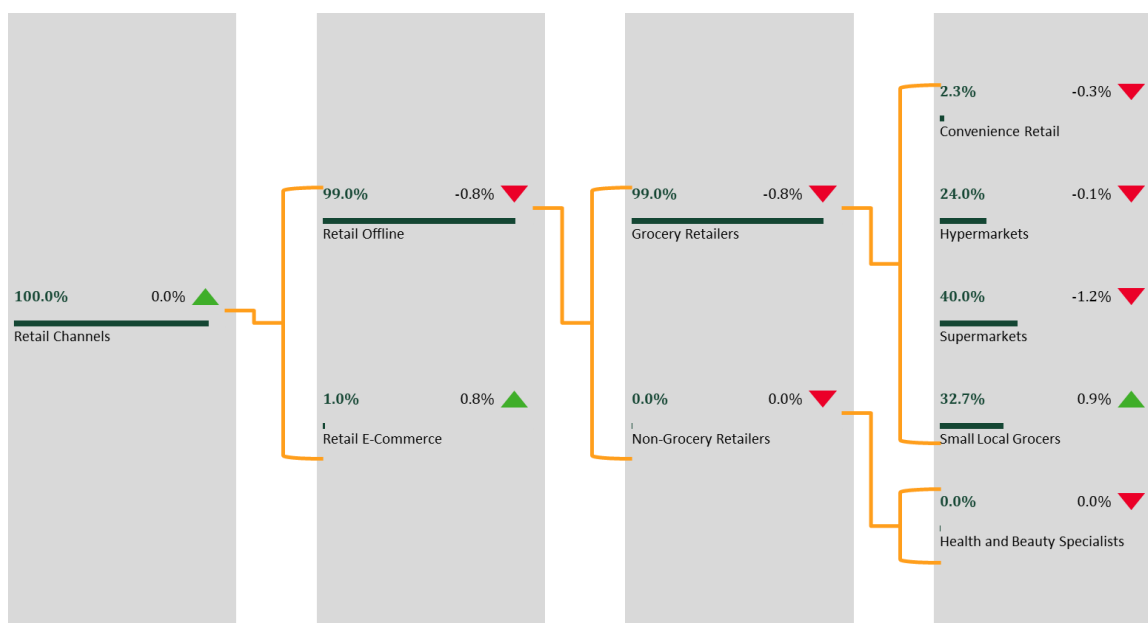 100.0% 0.0%
Retail Channels
99.0% -0.8%
Retail Offline
1.0% 0.8%
Retail E-Commerce
99.0% -0.8%
Grocery Retailers
0.0% 0.0%
Non-Grocery Retailers
2.3% -0.3%
Convenience Retail
24.0% -0.1%
Hypermarkets
40.0% -1.2%
Supermarkets
32.7% 0.9%
Small Local Grocers
0.0% 0.0%
Health and Beauty Specialists